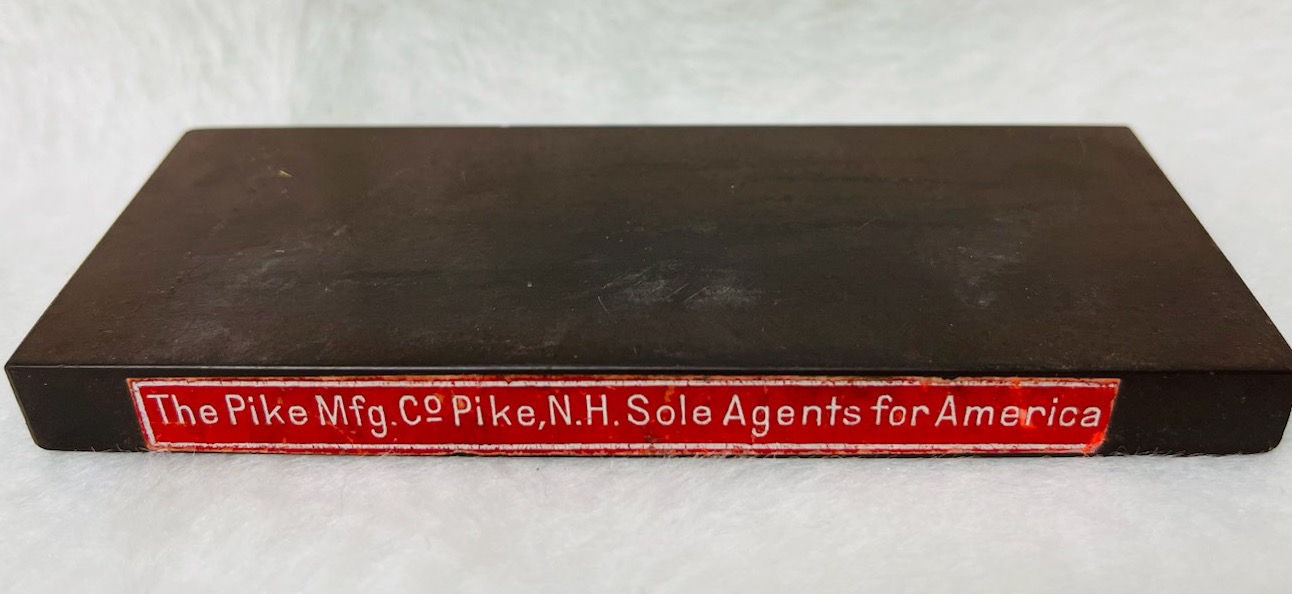 The Pike Mfg. Cº Pike, N.H. Sole Agents for America